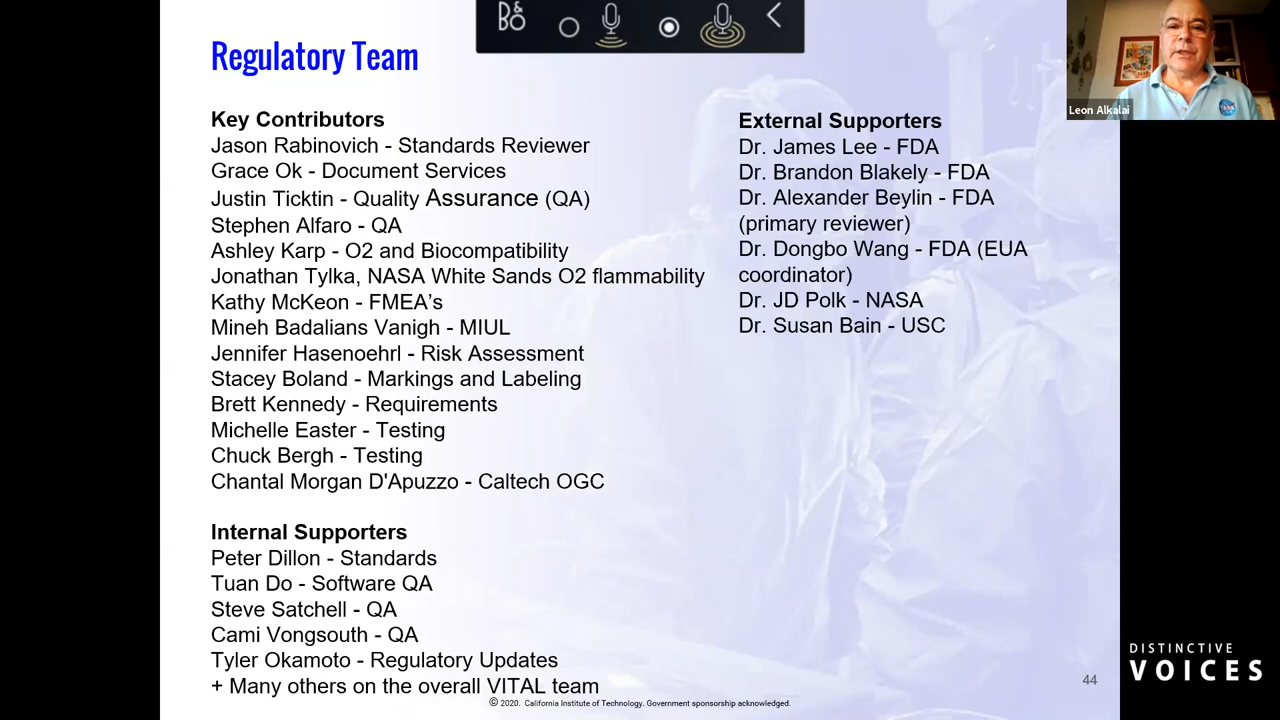 B&O
Regulatory Team
Key Contributors
Jason Rabinovich - Standards Reviewer
Grace Ok - Document Services
Justin Ticktin - Quality Assurance (QA)
Stephen Alfaro - QA
Ashley Karp - O2 and Biocompatibility
Jonathan Tylka, NASA White Sands O2 flammability
Kathy McKeon - FMEA’s
Mineh Badalians Vanigh - MIUL
Jennifer Hasenoehrl - Risk Assessment
Stacey Boland - Markings and Labeling
Brett Kennedy - Requirements
Michelle Easter - Testing
Chuck Bergh - Testing
Chantal Morgan D'Apuzzo - Caltech OGC
Internal Supporters
Peter Dillon - Standards
Tuan Do - Software QA
Steve Satchell - QA
Cami Vongsouth - QA
Tyler Okamoto - Regulatory Updates
+ Many others on the overall VITAL team
External Supporters
Dr. James Lee - FDA
Dr. Brandon Blakely - FDA
Dr. Alexander Beylin - FDA
(primary reviewer)
Dr. Dongbo Wang - FDA (EUA
coordinator)
Dr. JD Polk - NASA
Dr. Susan Bain - USC
Leon Alkalai
NASA
44
© 2020. California Institute of Technology. Government sponsorship acknowledged.
DISTINCTIVE
VOICES